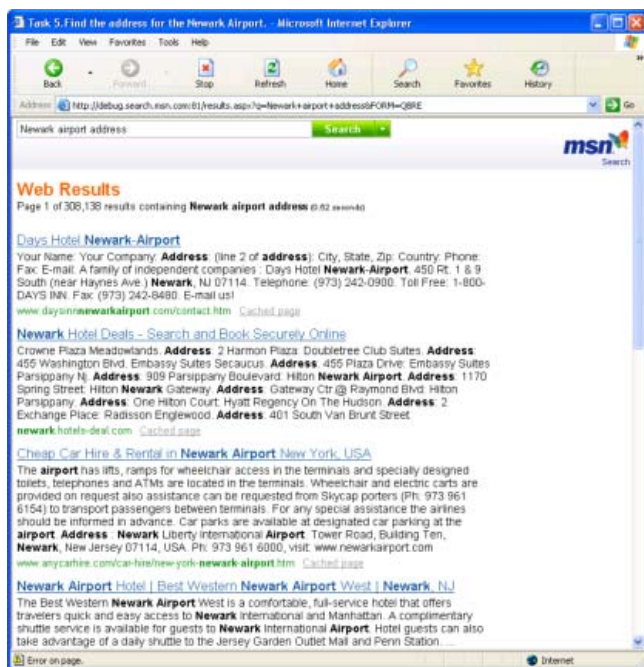 Task 5.Find the address for the Newark Airport. - Microsoft Internet Explorer
File Edit View Favorites Tools Help
Back Forward Stop Refresh Home Search Favorites History
Address http://debug.search.msn.com:81/results.aspx?q=Newark+airport+address&FORM=QBRE Go
Newark airport address Search
msn
Search
Web Results
Page 1 of 308,138 results containing Newark airport address (0.62 seconds)
Days Hotel Newark-Airport
Your Name: Your Company: Address: (line 2 of address): City, State, Zip: Country: Phone:
Fax: E-mail: A family of independent companies : Days Hotel Newark-Airport. 450 Rt. 1 & 9
South (near Haynes Ave.) Newark, NJ 07114. Telephone: (973) 242-0900. Toll Free: 1-800-
DAYS INN. Fax: (973) 242-8480. E-mail us!
www.daysinnnewarkairport.com/contact.htm Cached page
Newark Hotel Deals - Search and Book Securely Online
Crowne Plaza Meadowlands. Address: 2 Harmon Plaza: Doubletree Club Suites. Address:
455 Washington Blvd. Embassy Suites Secaucus. Address: 455 Plaza Drive: Embassy Suites
Parsippany Nj. Address: 909 Parsippany Boulevard: Hilton Newark Airport. Address: 1170
Spring Street: Hilton Newark Gateway. Address: Gateway Ctr.@ Raymond Blvd: Hilton
Parsippany. Address: One Hilton Court: Hyatt Regency On The Hudson. Address: 2
Exchange Place: Radisson Englewood. Address: 401 South Van Brunt Street
newark.hotels-deal.com Cached page
Cheap Car Hire & Rental in Newark Airport New York, USA
The airport has lifts, ramps for wheelchair access in the terminals and specially designed
toilets, telephones and ATMs are located in the terminals. Wheelchair and electric carts are
provided on request also assistance can be requested from Skycap porters (Ph: 973 961
6154) to transport passengers between terminals. For any special assistance the airlines
should be informed in advance. Car parks are available at designated car parking at the
airport. Address : Newark Liberty International Airport. Tower Road, Building Ten,
Newark, New Jersey 07114, USA. Ph: 973 961 6000, visit: www.newarkairport.com
www.anycarhire.com/car-hire/new-york-newark-airport.htm Cached page
Newark Airport Hotel | Best Western Newark Airport West | Newark, NJ
The Best Western Newark Airport West is a comfortable, full-service hotel that offers
travelers quick and easy access to Newark International and Manhattan. A complimentary
shuttle service is available for guests to Newark International Airport. Hotel guests can also
take advantage of a daily shuttle to the Jersey Garden Outlet Mall and Penn Station. ...
Error on page. Internet